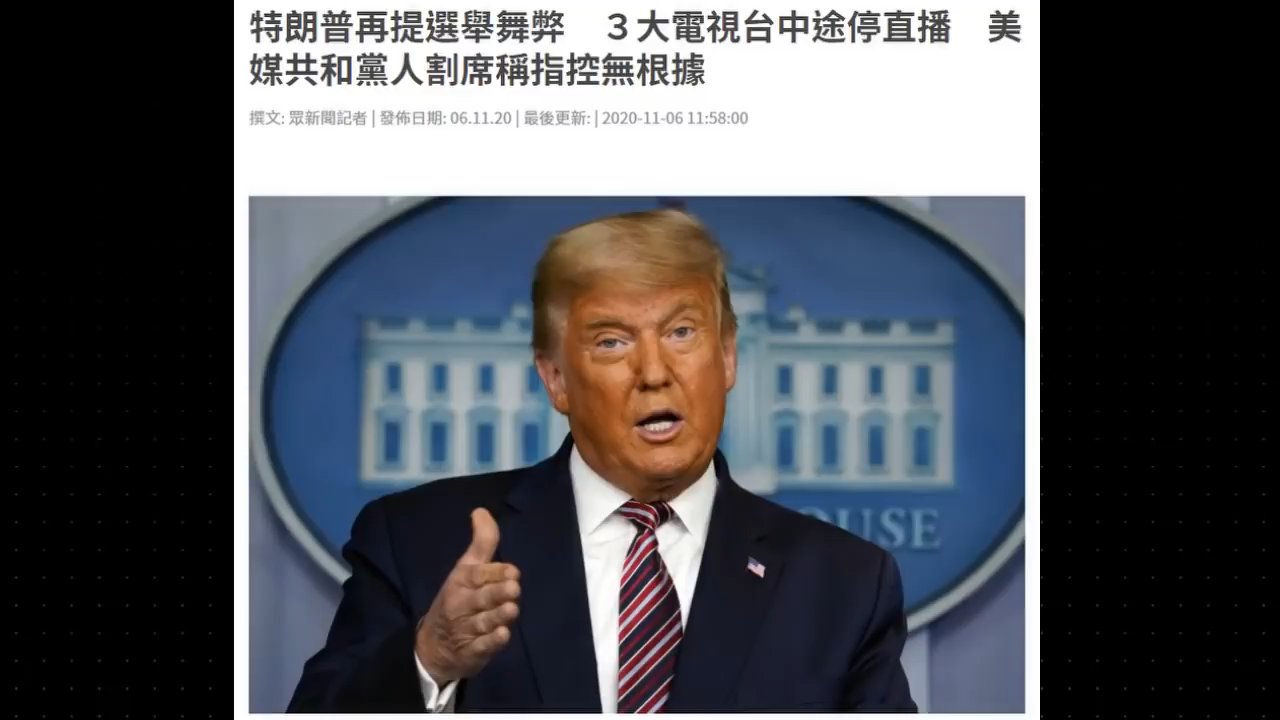 特朗普再提選舉舞弊　３大電視台中途停直播　美
媒共和黨人割席稱指控無根據
撰文: 眾新聞記者 | 發佈日期: 06.11.20 | 最後更新: | 2020-11-06 11:58:00
OUSE